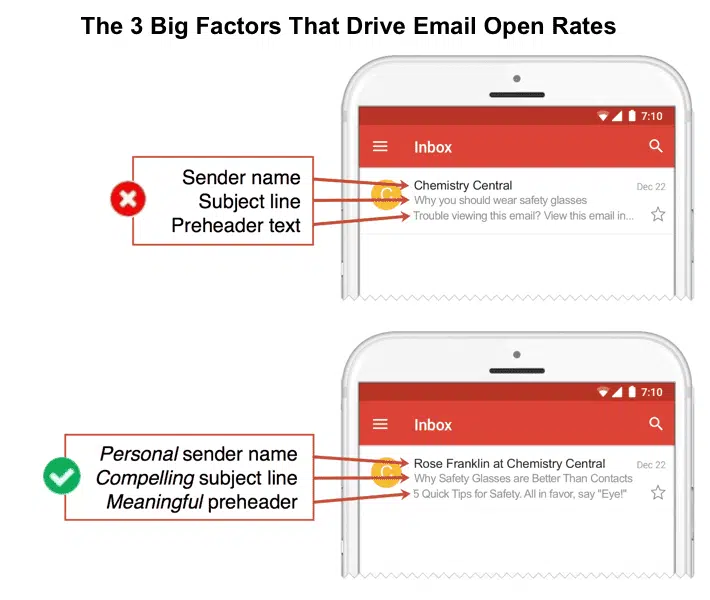 The 3 Big Factors That Drive Email Open Rates
7:10
Inbox
Sender name
Subject line
Preheader text
C
Chemistry Central
Dec 22
Why you should wear safety glasses
Trouble viewing this email? View this email in...
7:10
Inbox
Personal sender name
Compelling subject line
Meaningful preheader
C
Rose Franklin at Chemistry Central
Dec 22
Why Safety Glasses are Better Than Contacts
5 Quick Tips for Safety. All in favor, say "Eye!"